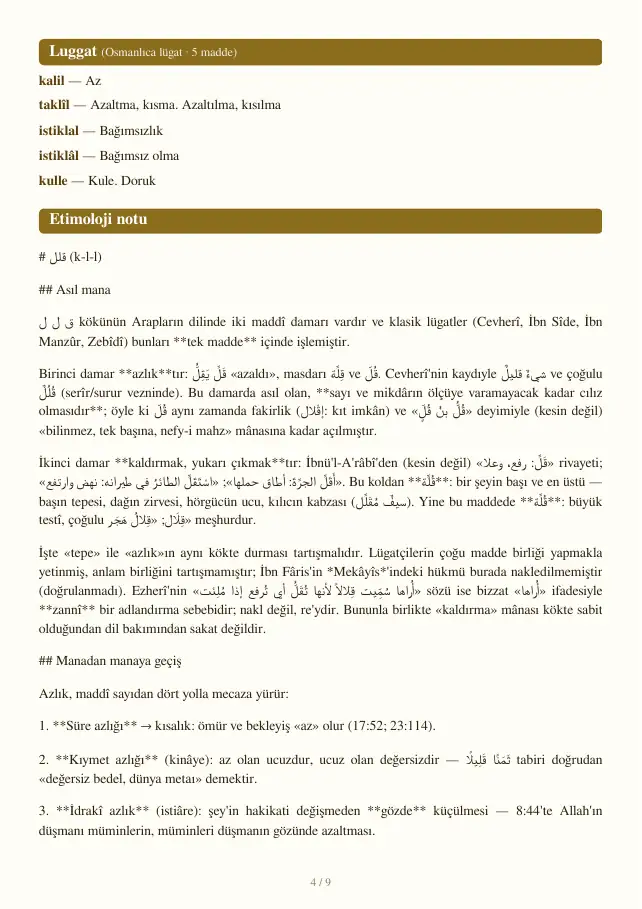 Luggat (Osmanlıca lügat · 5 madde)
kalil — Az
taklîl — Azaltma, kısma. Azaltılma, kısılma
istiklal — Bağımsızlık
istiklâl — Bağımsız olma
kulle — Kule. Doruk
Etimoloji notu
# قلل (k-l-l)
## Asıl mana
ق ل ل kökünün Arapların dilinde iki maddî damarı vardır ve klasik lügatler (Cevherî, İbn Sîde, İbn
Manzûr, Zebîdî) bunları **tek madde** içinde işlemiştir.
Birinci damar **azlık**tır: قَلَّ يَقِلُّ «azaldı», masdarı قِلّة ve قُلّ. Cevherî'nin kaydıyle شيءٌ قليلٌ ve çoğulu
قُلُلٌ (serîr/surur vezninde). Bu damarda asıl olan, **sayı ve mikdârın ölçüye varamayacak kadar cılız
olmasıdır**; öyle ki قُلّ aynı zamanda fakirlik (إقلال: kıt imkân) ve «قُلُّ بنُ قُلٍّ» deyimiyle (kesin değil)
«bilinmez, tek başına, nefy-i mahz» mânasına kadar açılmıştır.
İkinci damar **kaldırmak, yukarı çıkmak**tır: İbnü'l-A'râbî'den (kesin değil) «قَلّ: رفع، وعلا» rivayeti;
«أقلّ الجرّة: أطاق حملها»; «اسْتَقلّ الطائرُ في طيرانه: نهض وارتفع». Bu koldan **قُلّة**: bir şeyin başı ve en üstü —
başın tepesi, dağın zirvesi, hörgücün ucu, kılıcın kabzası (سيفٌ مُقَلَّل). Yine bu maddede **قُلّة**: büyük
testî, çoğulu قِلال; «قِلالُ هَجَر» meşhurdur.
İşte «tepe» ile «azlık»ın aynı kökte durması tartışmalıdır. Lügatçilerin çoğu madde birliği yapmakla
yetinmiş, anlam birliğini tartışmamıştır; İbn Fâris'in *Mekâyîs*'indeki hükmü burada nakledilmemiştir
(doğrulanmadı). Ezherî'nin «أُراها سُمّيت قِلالاً لأنها تُقَلُّ أي تُرفع إذا مُلِئت» sözü ise bizzat «أُراها» ifadesiyle
**zannî** bir adlandırma sebebidir; nakl değil, re'ydir. Bununla birlikte «kaldırma» mânası kökte sabit
olduğundan dil bakımından sakat değildir.
## Manadan manaya geçiş
Azlık, maddî sayıdan dört yolla mecaza yürür:
1. **Süre azlığı** → kısalık: ömür ve bekleyiş «az» olur (17:52; 23:114).
2. **Kıymet azlığı** (kinâye): az olan ucuzdur, ucuz olan değersizdir — ثَمَنًا قَلِيلًا tabiri doğrudan
«değersiz bedel, dünya metaı» demektir.
3. **İdrakî azlık** (istiâre): şey'in hakikati değişmeden **gözde** küçülmesi — 8:44'te Allah'ın
düşmanı müminlerin, müminleri düşmanın gözünde azaltması.
4 / 9